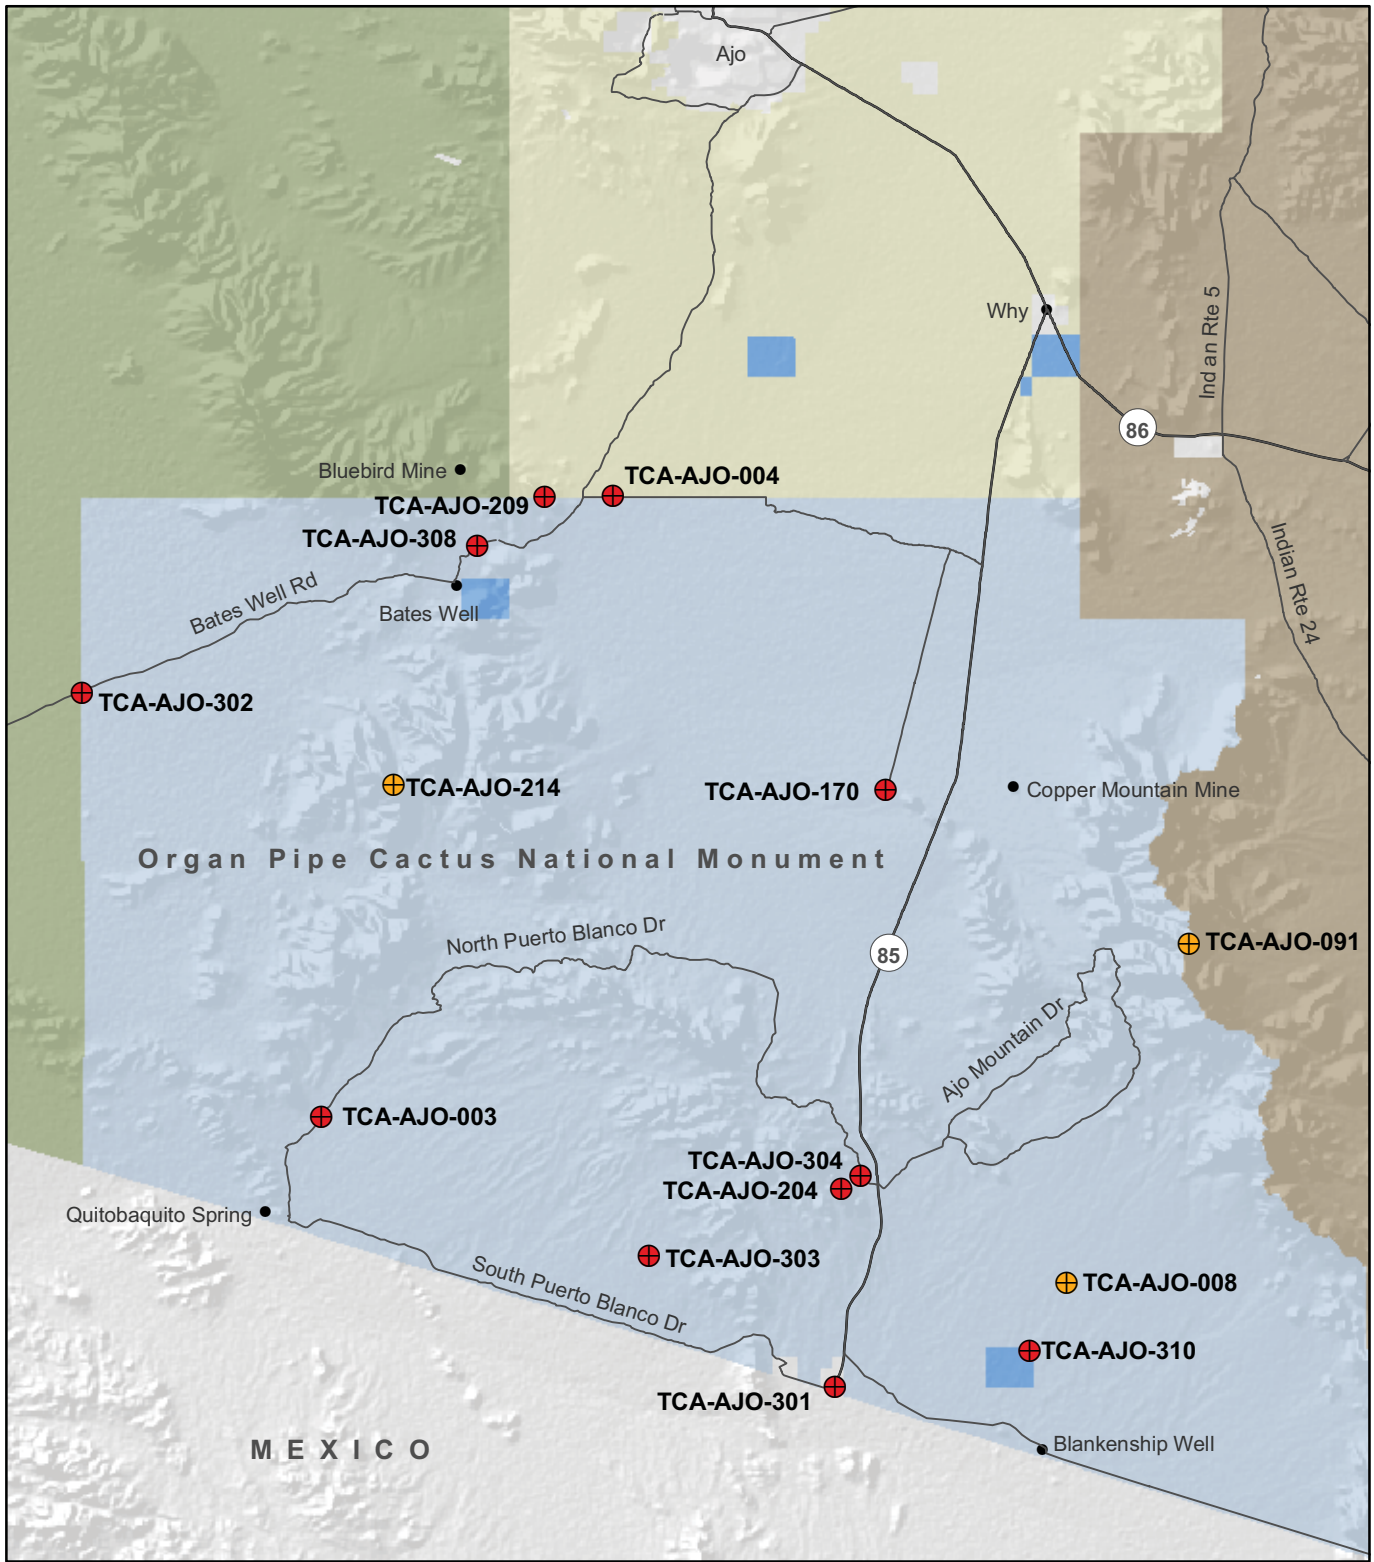 Ajo
Why
Indian Rte 5
86
Bluebird Mine
TCA-AJO-004
TCA-AJO-209
TCA-AJO-308
Indian Rte 24
Bates Well Rd
Bates Well
TCA-AJO-302
TCA-AJO-214
TCA-AJO-170
Copper Mountain Mine
Organ Pipe Cactus National Monument
North Puerto Blanco Dr
TCA-AJO-091
85
Ajo Mountain Dr
TCA-AJO-003
TCA-AJO-304
TCA-AJO-204
Quitobaquito Spring
TCA-AJO-303
South Puerto Blanco Dr
TCA-AJO-008
TCA-AJO-310
TCA-AJO-301
MEXICO
Blankenship Well